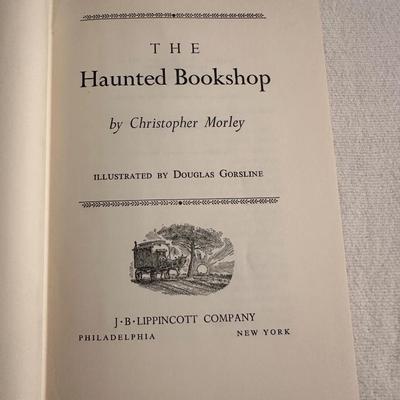 THE
Haunted Bookshop
by Christopher Morley
ILLUSTRATED BY DOUGLAS GORSLINE
J·B·LIPPINCOTT COMPANY
PHILADELPHIA NEW YORK